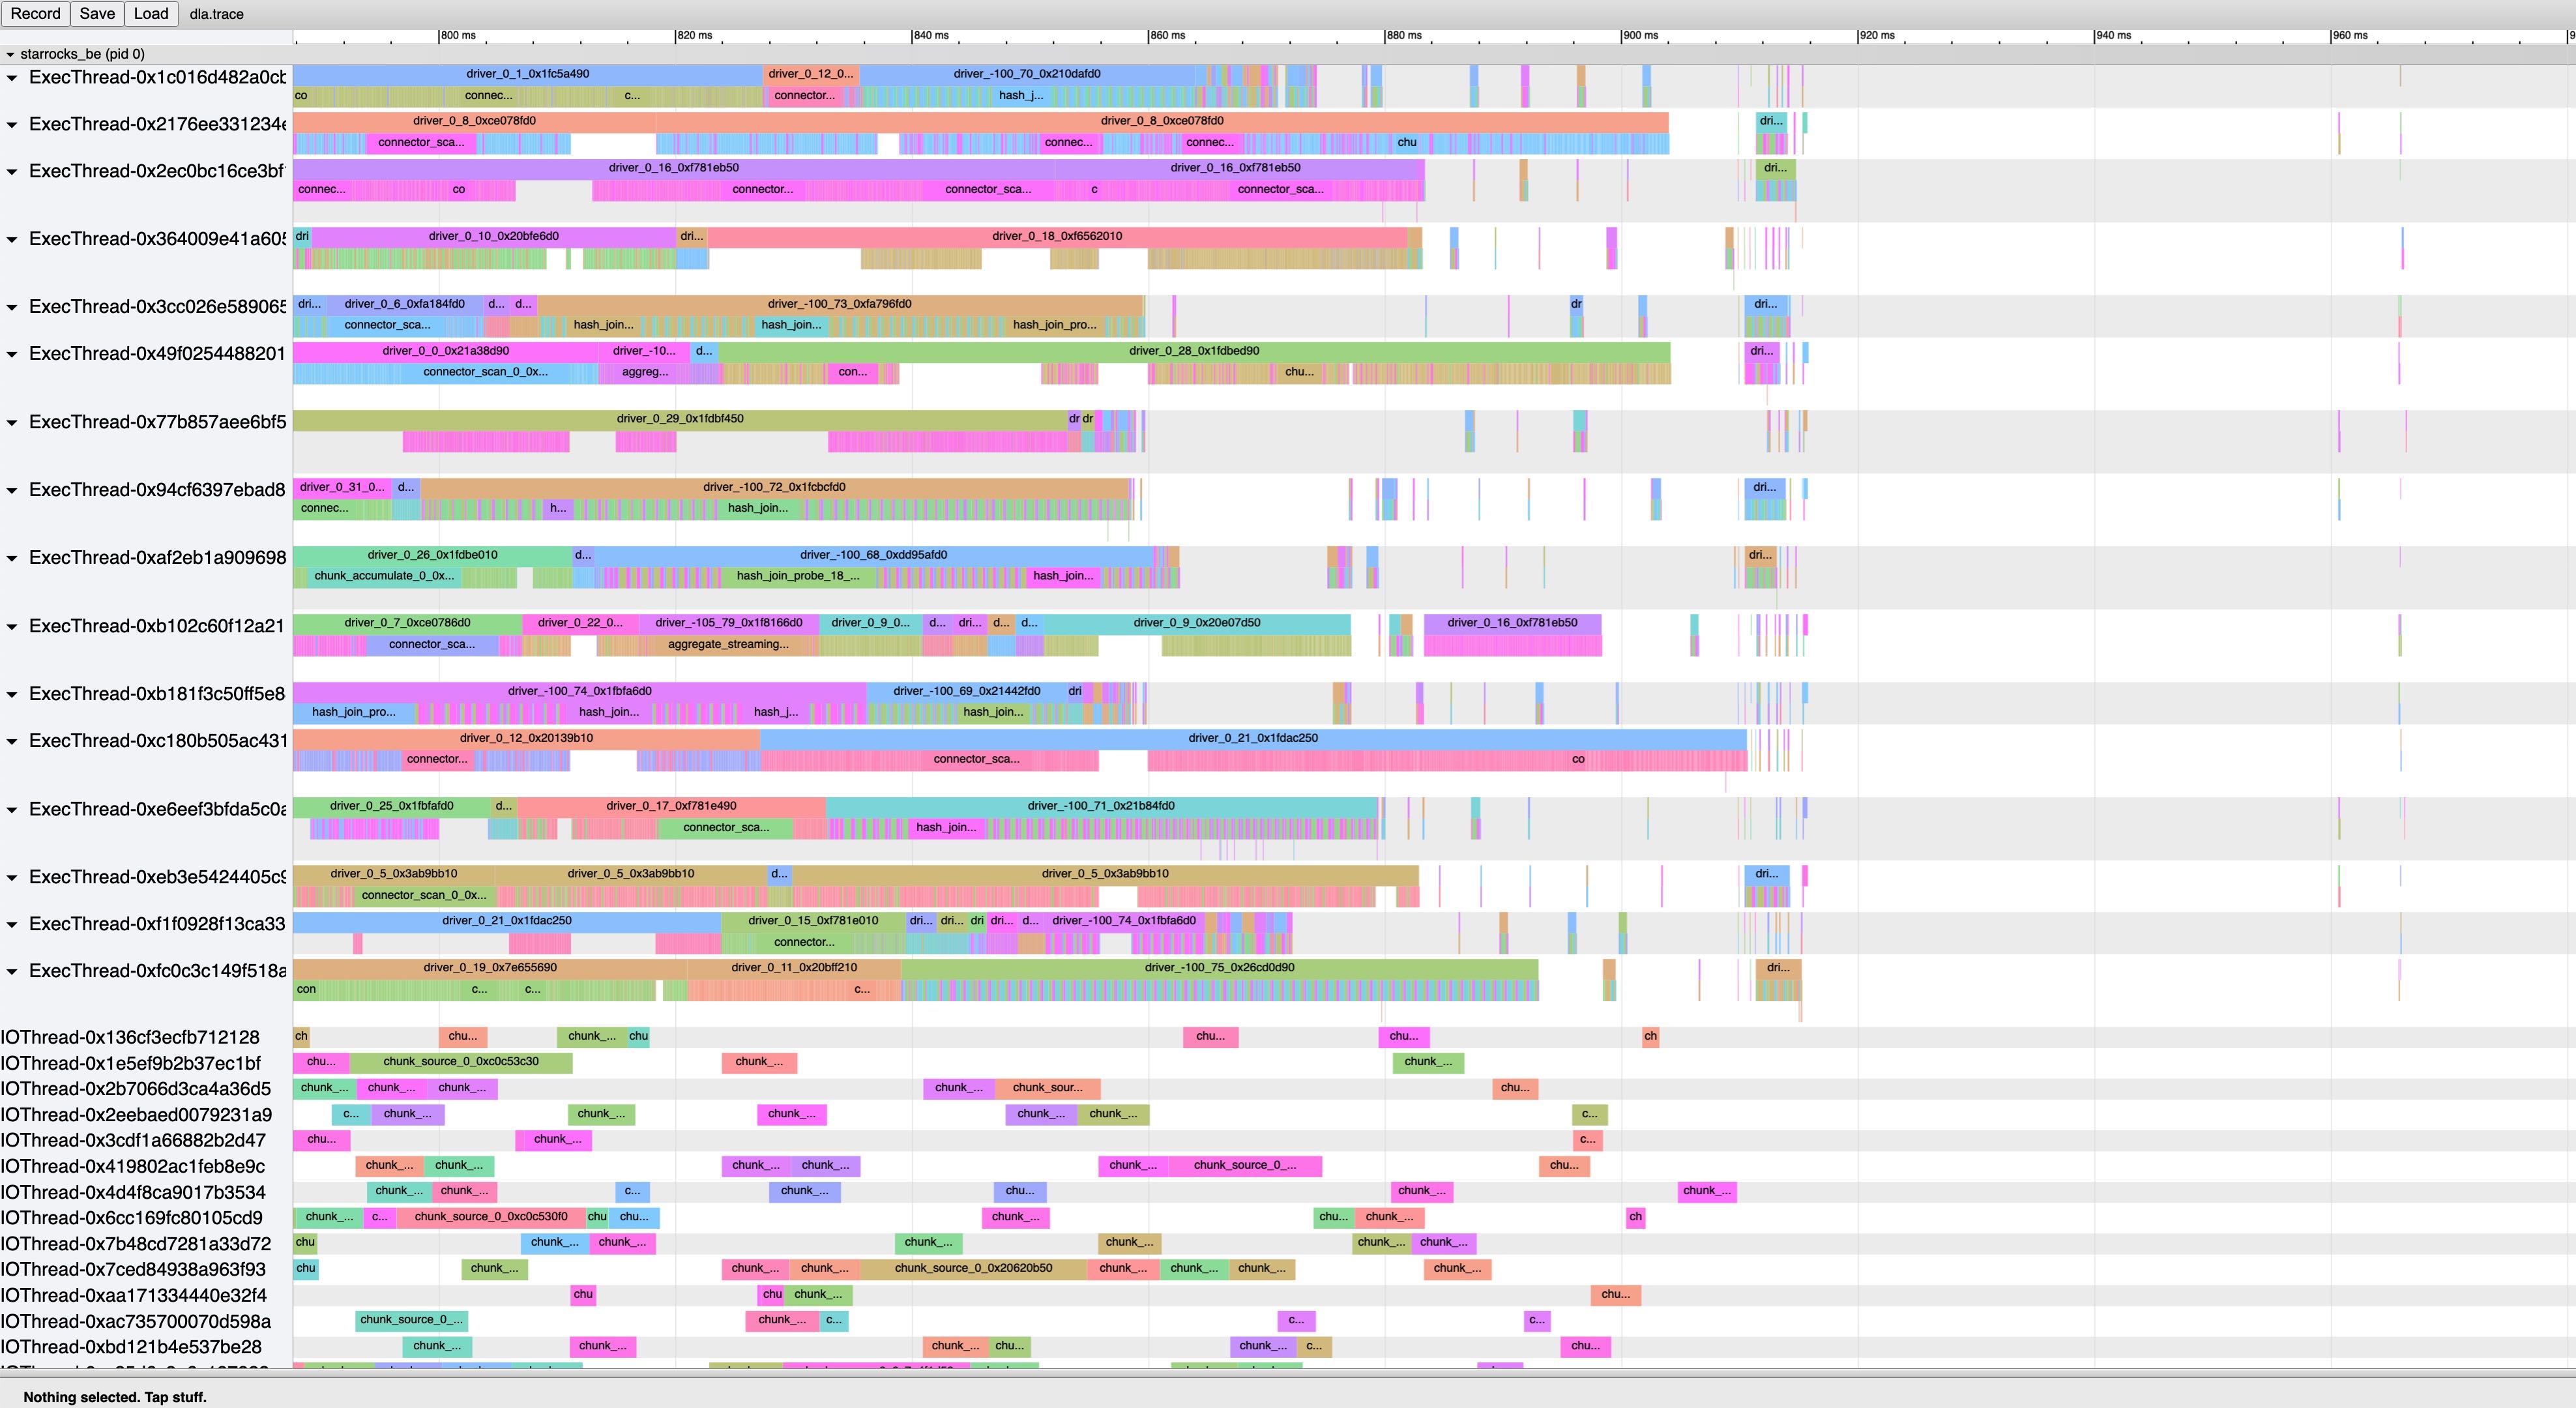 Record Save Load dla.trace
800 ms 820 ms 840 ms 860 ms 880 ms 900 ms 920 ms 940 ms 960 ms
starrocks_be (pid 0)
ExecThread-0x1c016d482a0cb driver_0_1_0x1fc5a490 driver_0_12_0... driver_-100_70_0x210dafd0
co connec... c... connector... hash_j...
ExecThread-0x2176ee331234e driver_0_8_0xce078fd0 driver_0_8_0xce078fd0 dri...
connector_sca... connec... connec... chu
ExecThread-0x2ec0bc16ce3bf driver_0_16_0xf781eb50 driver_0_16_0xf781eb50 dri...
connec... co connector... connector_sca... c connector_sca...
ExecThread-0x364009e41a605 dri driver_0_10_0x20bfe6d0 dri... driver_0_18_0xf6562010
ExecThread-0x3cc026e589065 dri... driver_0_6_0xfa184fd0 d... d... driver_-100_73_0xfa796fd0 dr dri...
connector_sca... hash_join... hash_join... hash_join_pro...
ExecThread-0x49f0254488201 driver_0_0_0x21a38d90 driver_-10... d... driver_0_28_0x1fdbed90 dri...
connector_scan_0_0x... aggreg... con... chu...
ExecThread-0x77b857aee6bf5 driver_0_29_0x1fdbf450 dr dr
ExecThread-0x94cf6397ebad8 driver_0_31_0... d... driver_-100_72_0x1fcbcfd0 dri...
connec... h... hash_join...
ExecThread-0xaf2eb1a909698 driver_0_26_0x1fdbe010 d... driver_-100_68_0xdd95afd0 dri...
chunk_accumulate_0_0x... hash_join_probe_18_... hash_join...
ExecThread-0xb102c60f12a21 driver_0_7_0xce0786d0 driver_0_22_0... driver_-105_79_0x1f8166d0 driver_0_9_0... d... dri... d... d... driver_0_9_0x20e07d50 driver_0_16_0xf781eb50
connector_sca... aggregate_streaming...
ExecThread-0xb181f3c50ff5e8 driver_-100_74_0x1fbfa6d0 driver_-100_69_0x21442fd0 dri
hash_join_pro... hash_join... hash_j... hash_join...
ExecThread-0xc180b505ac431 driver_0_12_0x20139b10 driver_0_21_0x1fdac250
connector... connector_sca... co
ExecThread-0xe6eef3bfda5c0a driver_0_25_0x1fbfafd0 d... driver_0_17_0xf781e490 driver_-100_71_0x21b84fd0
connector_sca... hash_join...
ExecThread-0xeb3e5424405c9 driver_0_5_0x3ab9bb10 driver_0_5_0x3ab9bb10 d... driver_0_5_0x3ab9bb10 dri...
connector_scan_0_0x...
ExecThread-0xf1f0928f13ca33 driver_0_21_0x1fdac250 driver_0_15_0xf781e010 dri... dri... dri dri... d... driver_-100_74_0x1fbfa6d0
connector...
ExecThread-0xfc0c3c149f518a driver_0_19_0x7e655690 driver_0_11_0x20bff210 driver_-100_75_0x26cd0d90 dri...
con c... c... c...
IOThread-0x136cf3ecfb712128 ch chu... chunk_... chu chu... chu... ch
IOThread-0x1e5ef9b2b37ec1bf chu... chunk_source_0_0xc0c53c30 chunk_... chunk_...
IOThread-0x2b7066d3ca4a36d5 chunk_... chunk_... chunk_... chunk_... chunk_sour... chu...
IOThread-0x2eebaed0079231a9 c... chunk_... chunk_... chunk_... chunk_... chunk_... c...
IOThread-0x3cdf1a66882b2d47 chu... chunk_... c...
IOThread-0x419802ac1feb8e9c chunk_... chunk_... chunk_... chunk_... chunk_... chunk_source_0_... chu...
IOThread-0x4d4f8ca9017b3534 chunk_... chunk_... c... chunk_... chu... chunk_... chunk_...
IOThread-0x6cc169fc80105cd9 chunk_... c... chunk_source_0_0xc0c530f0 chu chu... chunk_... chu... chunk_... ch
IOThread-0x7b48cd7281a33d72 chu chunk_... chunk_... chunk_... chunk_... chunk_... chunk_...
IOThread-0x7ced84938a963f93 chu chunk_... chunk_... chunk_... chunk_source_0_0x20620b50 chunk_... chunk_... chunk_... chunk_...
IOThread-0xaa171334440e32f4 chu chu chunk_... chu...
IOThread-0xac735700070d598a chunk_source_0_... chunk_... c... c... c...
IOThread-0xbd121b4e537be28 chunk_... chunk_... chunk_... chu... chunk_... c... chu...
Nothing selected. Tap stuff.